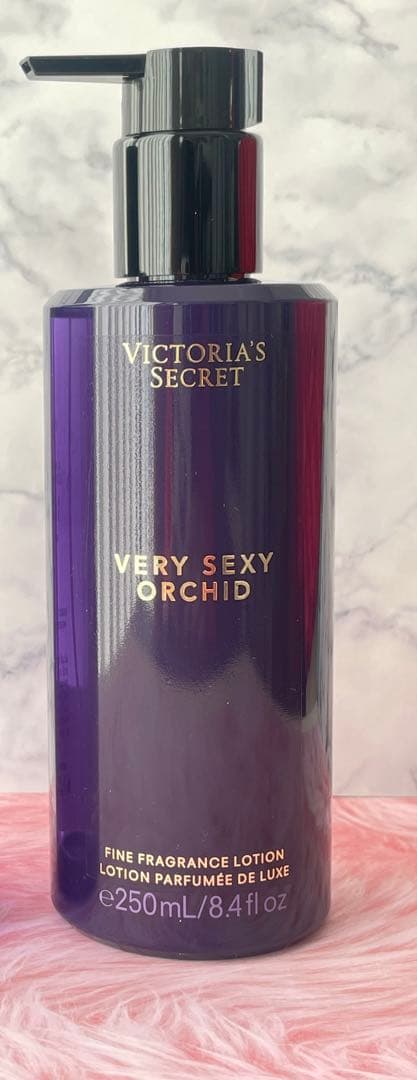 VICTORIA'S
SECRET
VERY SEXY
ORCHID
FINE FRAGRANCE LOTION
LOTION PARFUMÉE DE LUXE
℮250mL/8.4fl oz